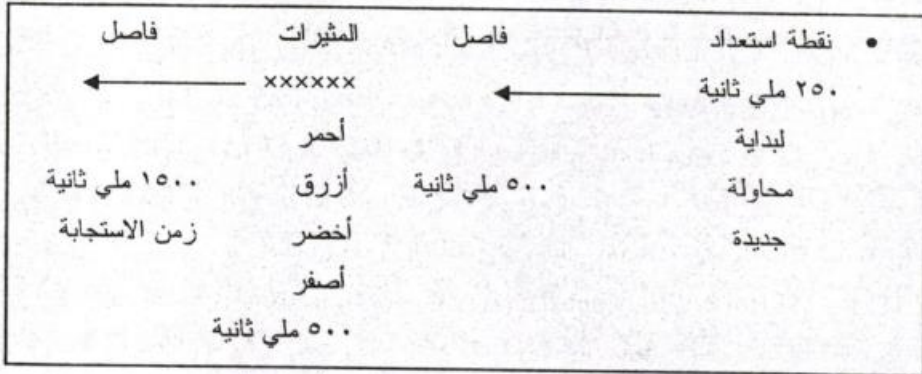 • نقطة استعداد فاصل المثيرات فاصل
٢٥٠ ملي ثانية ××××××
لبداية أحمر
محاولة ٥٠٠ ملي ثانية أزرق ١٥٠٠ ملي ثانية
جديدة أخضر زمن الاستجابة
أصفر
٥٠٠ ملي ثانية